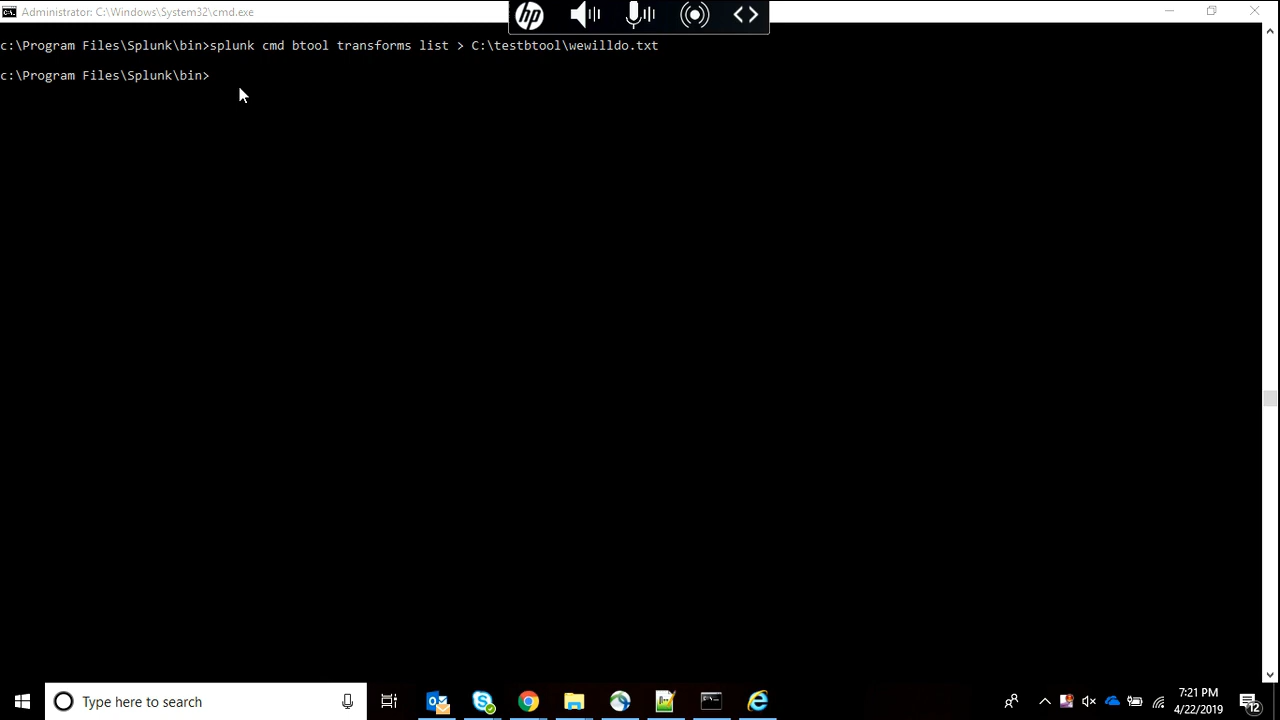 Administrator: C:\Windows\System32\cmd.exe
hp
c:\Program Files\Splunk\bin>splunk cmd btool transforms list > C:\testbtool\wewilldo.txt
c:\Program Files\Splunk\bin>
Type here to search
7:21 PM
4/22/2019
12